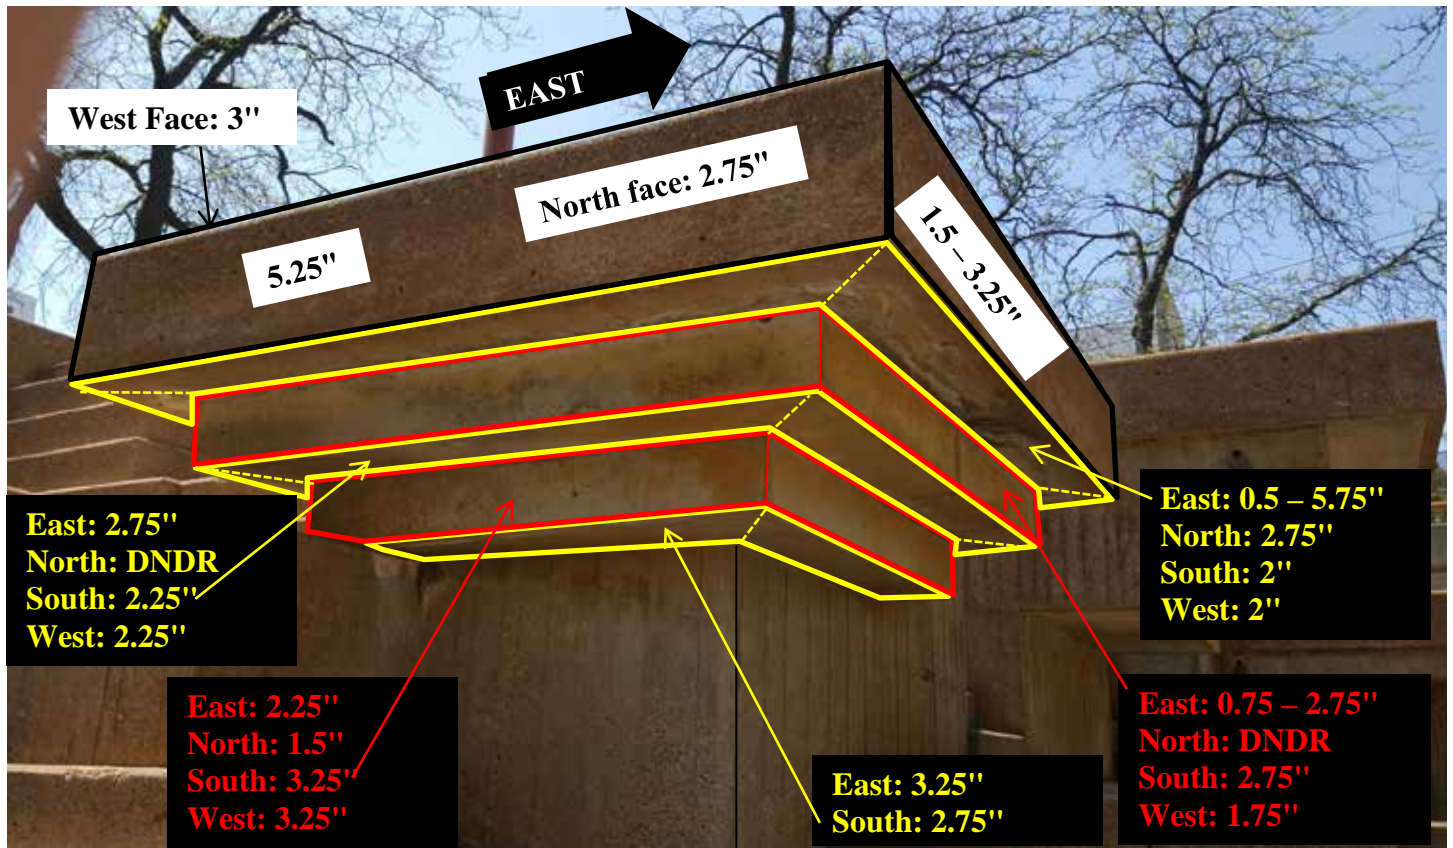 EAST
West Face: 3"
North face: 2.75"
5.25"
1.5 – 3.25"
East: 2.75"
North: DNDR
South: 2.25"
West: 2.25"
East: 0.5 – 5.75"
North: 2.75"
South: 2"
West: 2"
East: 2.25"
North: 1.5"
South: 3.25"
West: 3.25"
East: 3.25"
South: 2.75"
East: 0.75 – 2.75"
North: DNDR
South: 2.75"
West: 1.75"